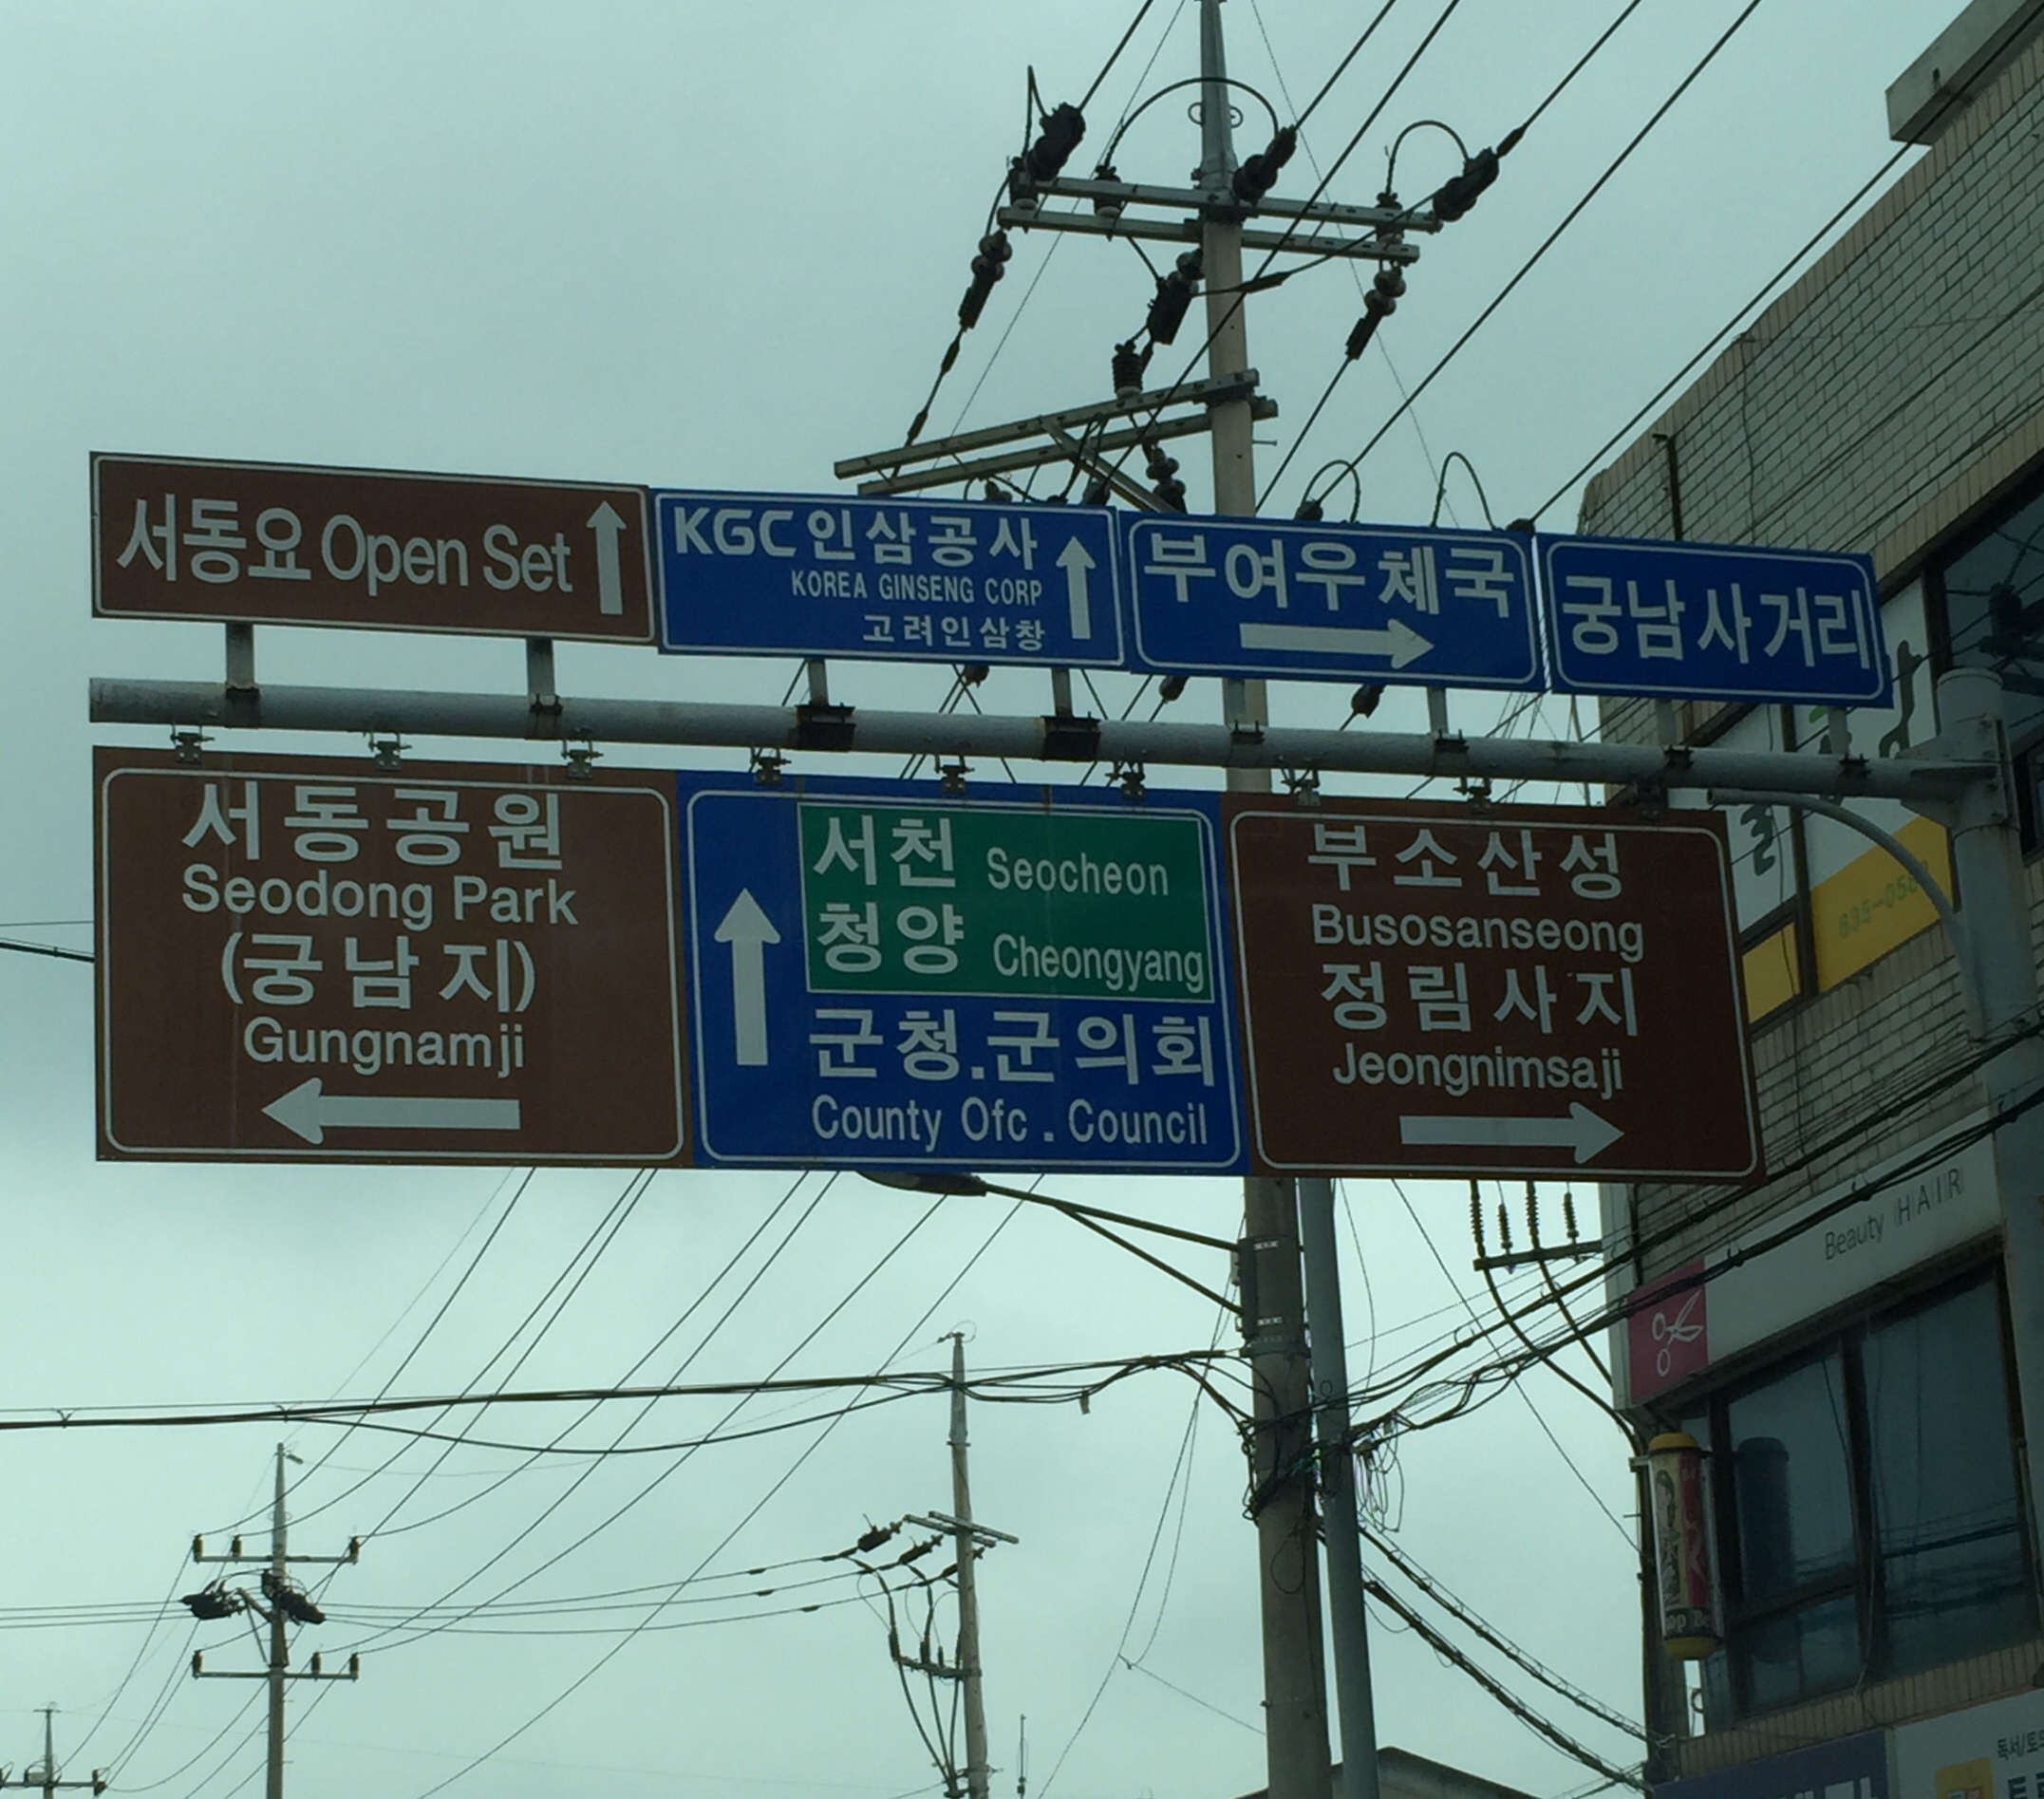 서동요 Open Set
KGC인삼공사
KOREA GINSENG CORP
고려인삼창
부여우체국
궁남사거리
서동공원
Seodong Park
(궁남지)
Gungnamji
서천 Seocheon
청양 Cheongyang
군청.군의회
County Ofc . Council
부소산성
Busosanseong
정림사지
Jeongnimsaji
Beauty HAIR
독서/토